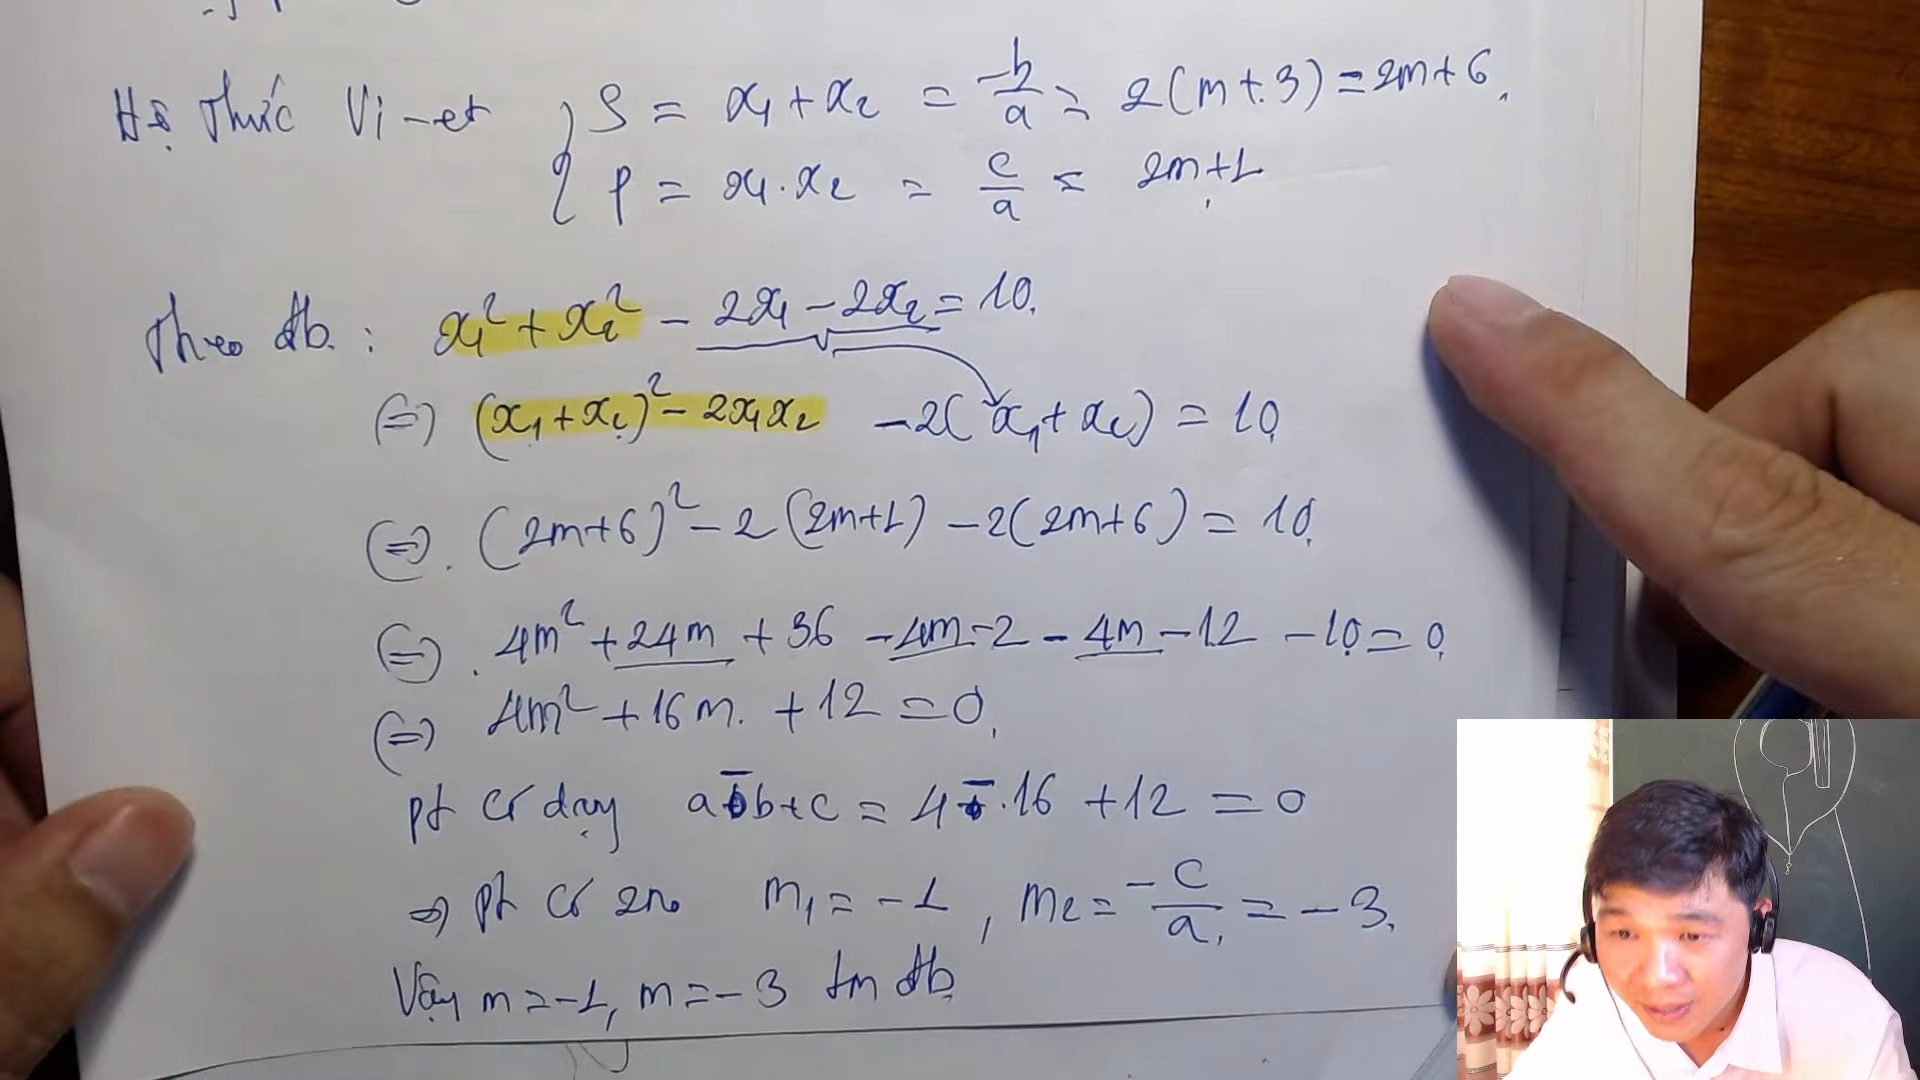 Hệ thức Vi-et { S = x₁ + x₂ = -b/a = 2(m+3) = 2m+6.
P = x₁.x₂ = c/a = 2m+1
Theo đb: x₁² + x₂² - 2x₁ - 2x₂ = 10.
(=) (x₁+x₂)² - 2x₁x₂ -2(x₁+x₂) = 10
(=). (2m+6)² - 2(2m+1) - 2(2m+6) = 10.
(=). 4m² + 24m + 36 - 4m - 2 - 4m - 12 - 10 = 0
(=) 4m² + 16m. + 12 = 0.
pt có dạng a-b+c = 4-16 + 12 = 0
=> pt có 2n₀ m₁ = -1, m₂ = -c/a = -3.
Vậy m = -1, m = -3 tm đb.